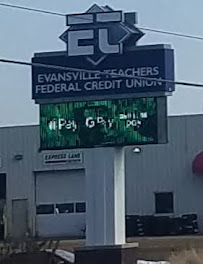 EVANSVILLE TEACHERS
FEDERAL CREDIT UNION
Pay G Pay
EXPRESS LANE